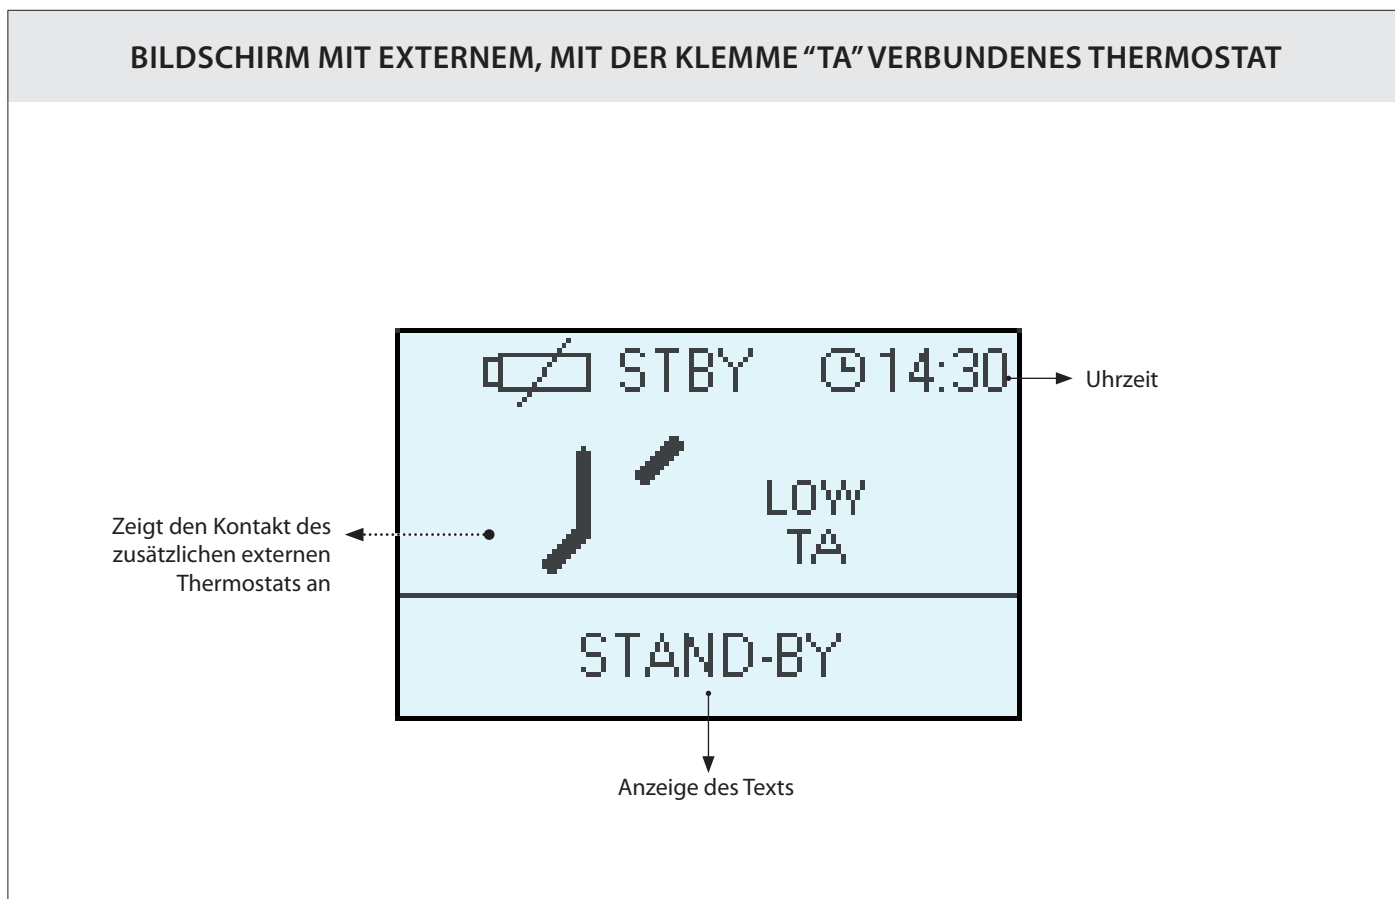 BILDSCHIRM MIT EXTERNEM, MIT DER KLEMME “TA” VERBUNDENES THERMOSTAT
STBY 14:30
Uhrzeit
LOW
TA
Zeigt den Kontakt des
zusätzlichen externen
Thermostats an
STAND-BY
Anzeige des Texts